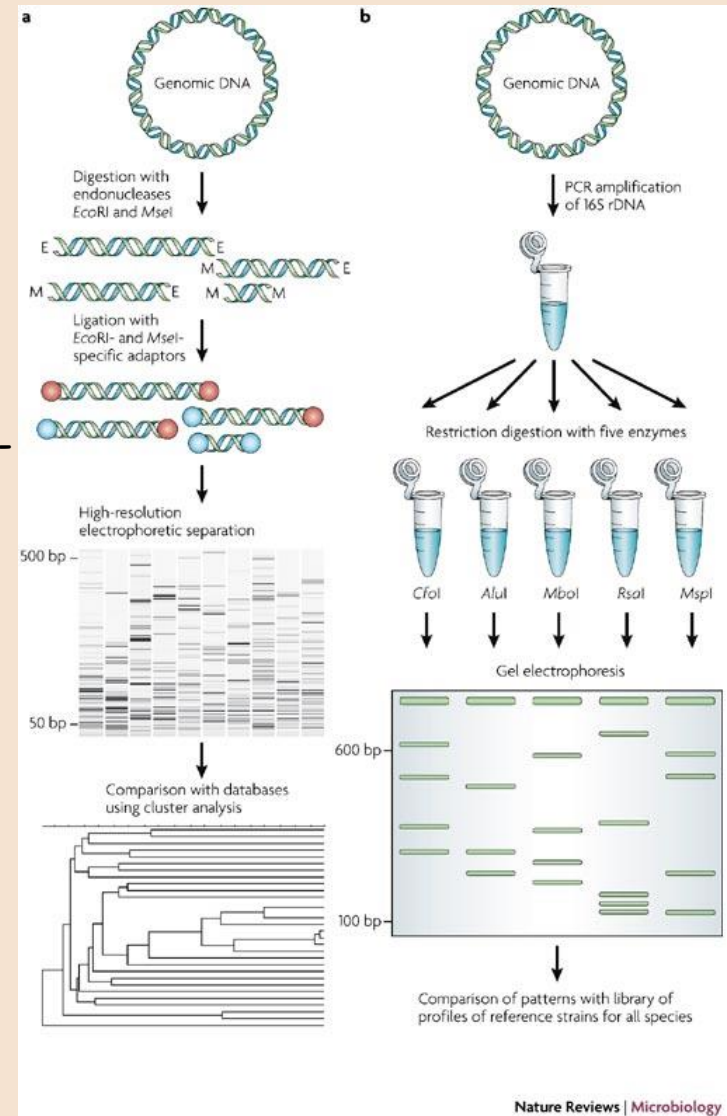 a
Genomic DNA
Digestion with
endonucleases
EcoRI and MseI
E
E
M
E
M
E
M
M
Ligation with
EcoRI- and MseI-
specific adaptors
High-resolution
electrophoretic separation
500 bp
50 bp
Comparison with databases
using cluster analysis
b
Genomic DNA
PCR amplification
of 16S rDNA
Restriction digestion with five enzymes
CfoI AluI MboI RsaI MspI
Gel electrophoresis
600 bp
100 bp
Comparison of patterns with library of
profiles of reference strains for all species
Nature Reviews | Microbiology